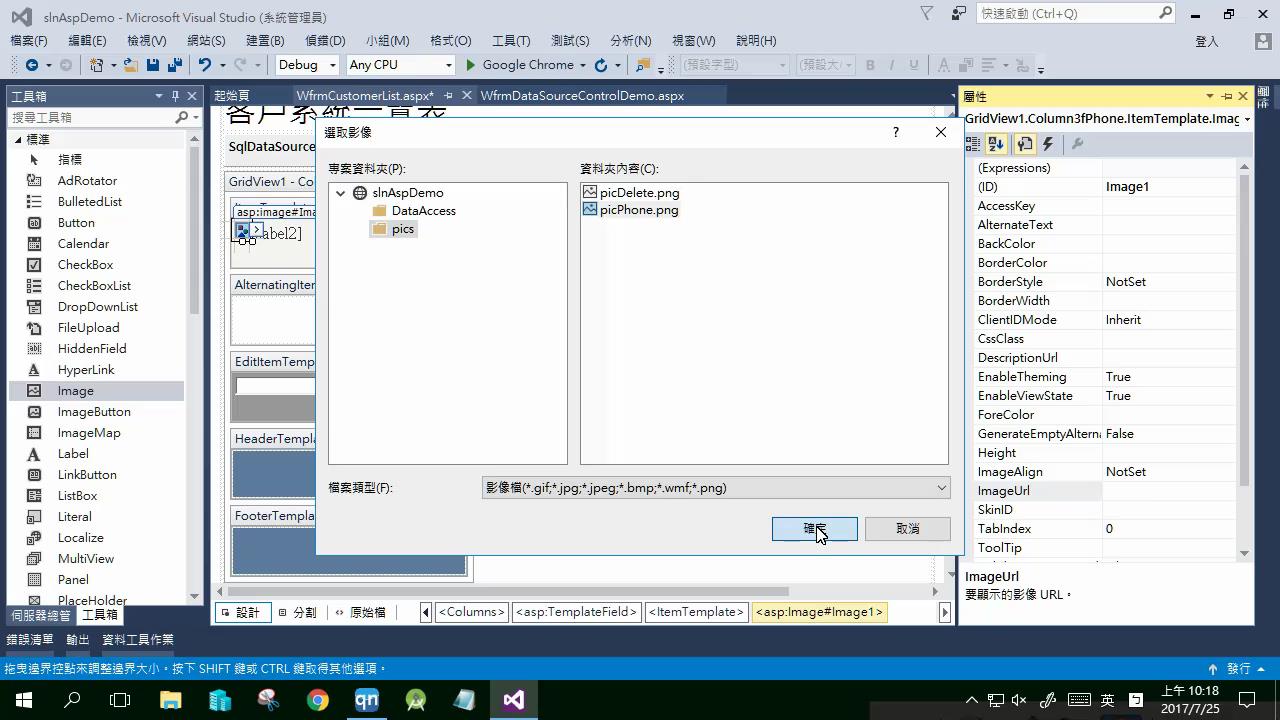 slnAspDemo - Microsoft Visual Studio (系統管理員)
快速啟動 (Ctrl+Q)
檔案(F) 編輯(E) 檢視(V) 網站(S) 建置(B) 偵錯(D) 小組(M) 格式(O) 工具(T) 測試(S) 分析(N) 視窗(W) 說明(H)
登入
Debug Any CPU Google Chrome (預設字型) (預設大
工具箱
搜尋工具箱
標準
指標
AdRotator
BulletedList
Button
Calendar
CheckBox
CheckBoxList
DropDownList
FileUpload
HiddenField
HyperLink
Image
ImageButton
ImageMap
Label
LinkButton
ListBox
Literal
Localize
MultiView
Panel
PlaceHolder
伺服器總管 工具箱
起始頁 WfrmCustomerList.aspx* WfrmDataSourceControlDemo.aspx
客戶系統一覽表
SqlDataSource
GridView1 - Co
asp:image#Ima
abel2]
AlternatingIter
EditItemTemp
HeaderTempla
FooterTempla
選取影像
?
專案資料夾(P):
slnAspDemo
DataAccess
pics
資料夾內容(C):
picDelete.png
picPhone.png
檔案類型(F):
影像檔(*.gif;*.jpg;*.jpeg;*.bmp;*.wmf;*.png)
確定 取消
設計 分割 原始檔 <Columns> <asp:TemplateField> <ItemTemplate> <asp:Image#Image1>
屬性
GridView1.Column3fPhone.ItemTemplate.Imag
(Expressions)
(ID) Image1
AccessKey
AlternateText
BackColor
BorderColor
BorderStyle NotSet
BorderWidth
ClientIDMode Inherit
CssClass
DescriptionUrl
EnableTheming True
EnableViewState True
ForeColor
GenerateEmptyAlterna False
Height
ImageAlign NotSet
ImageUrl
SkinID
TabIndex 0
ToolTip
ImageUrl
要顯示的影像 URL。
錯誤清單 輸出 資料工具作業
拖曳邊界控點來調整邊界大小。按下 SHIFT 鍵或 CTRL 鍵取得其他選項。
發行
qn
英
上午 10:18
2017/7/25